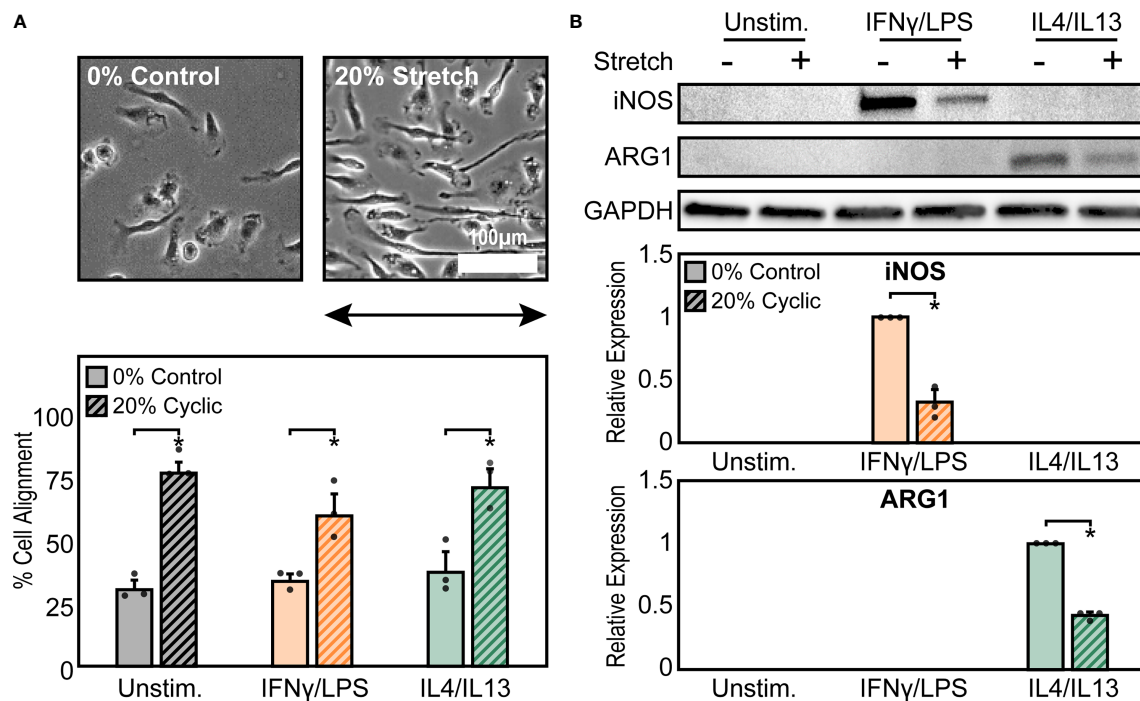 A
0% Control
20% Stretch
100μm
0% Control
20% Cyclic
% Cell Alignment
100
75
50
25
0
*
*
*
Unstim.
IFNγ/LPS
IL4/IL13
B
Unstim.
IFNγ/LPS
IL4/IL13
Stretch - + - + - +
iNOS
ARG1
GAPDH
1.5
1
0.5
0
Relative Expression
0% Control
20% Cyclic
iNOS
*
Unstim.
IFNγ/LPS
IL4/IL13
1.5
1
0.5
0
Relative Expression
ARG1
*
Unstim.
IFNγ/LPS
IL4/IL13